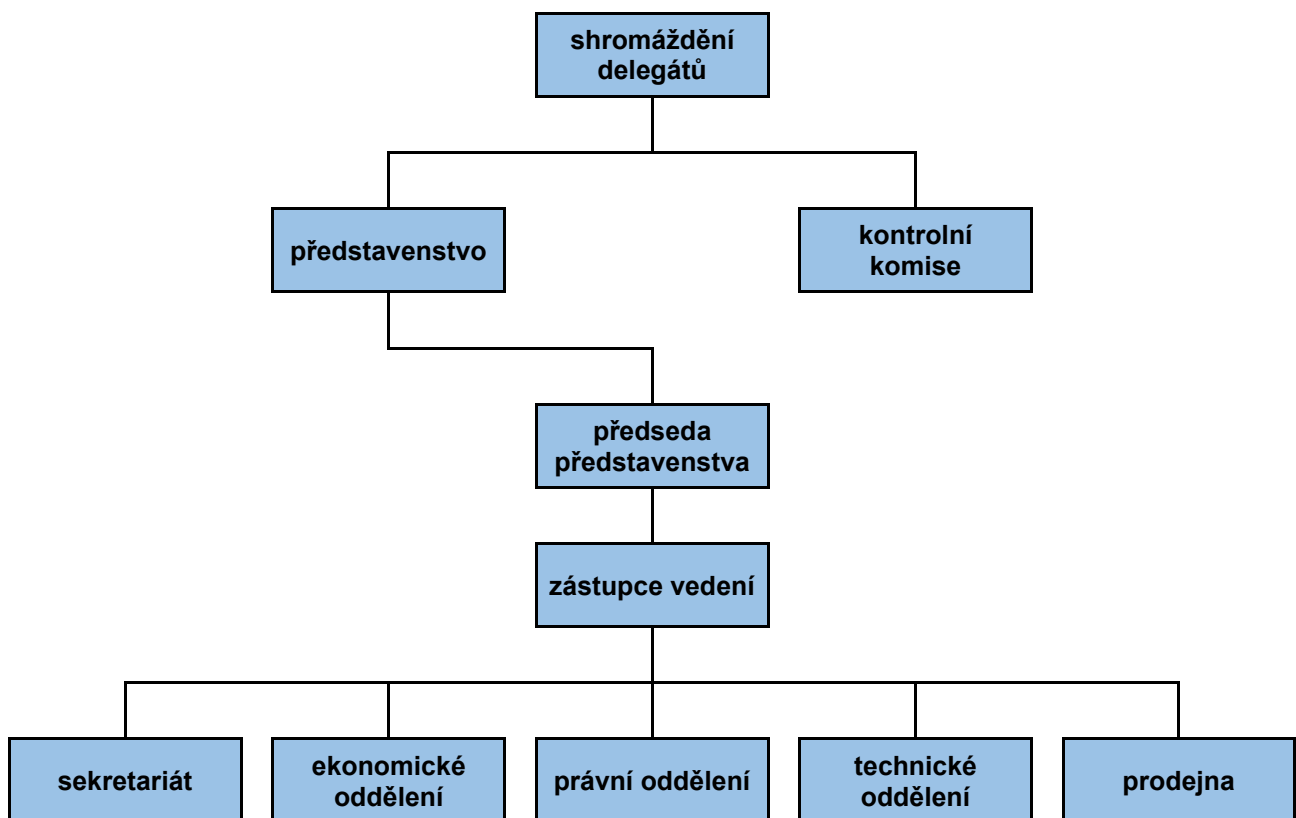 shromáždění
delegátů
představenstvo
kontrolní
komise
předseda
představenstva
zástupce vedení
sekretariát
ekonomické
oddělení
právní oddělení
technické
oddělení
prodejna